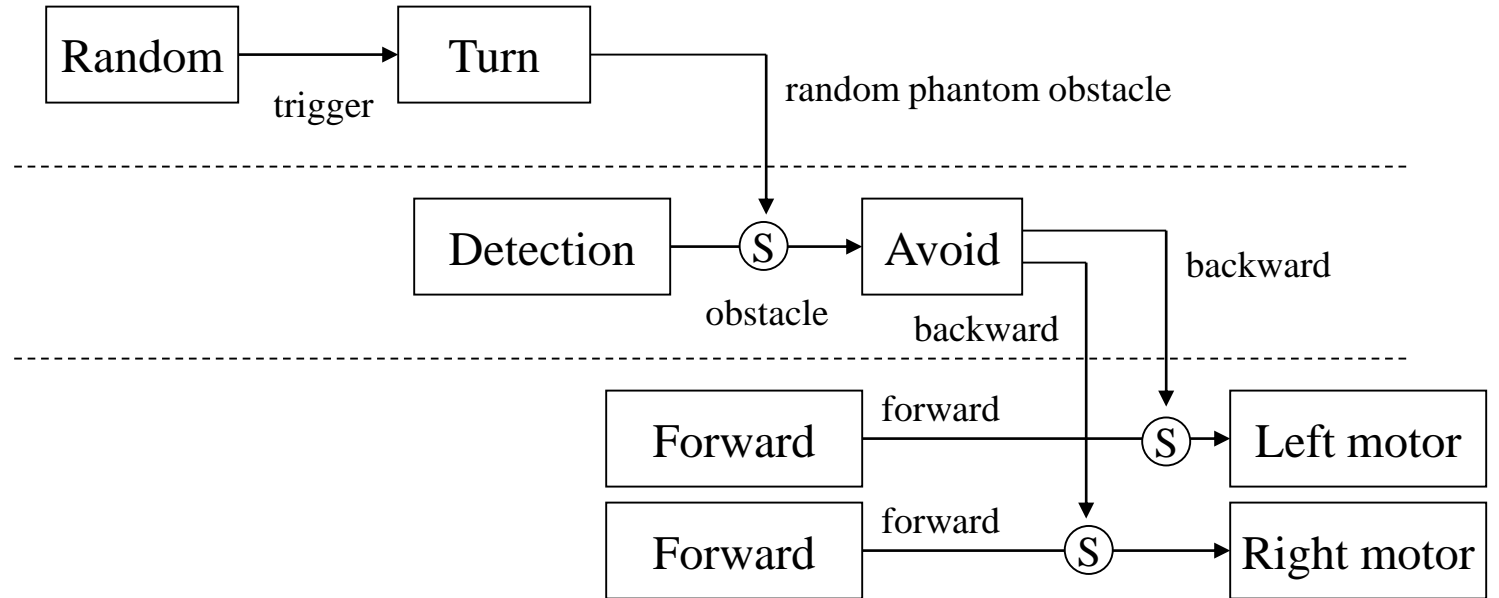 Random
Turn
trigger
random phantom obstacle
Detection
S
Avoid
backward
obstacle
backward
Forward
forward
S
Left motor
Forward
forward
S
Right motor